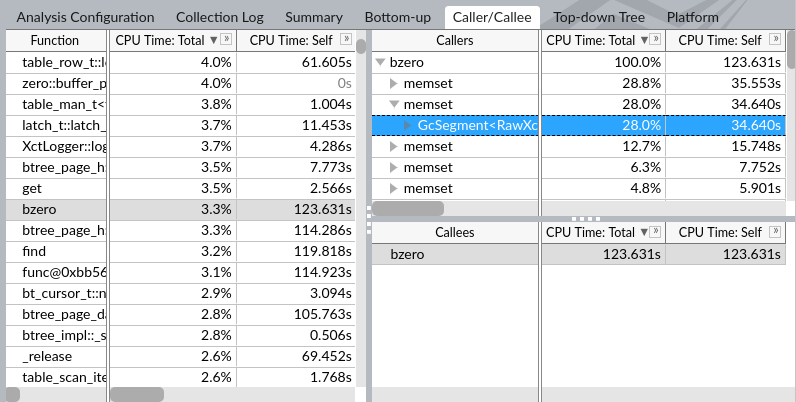 Analysis Configuration Collection Log Summary Bottom-up Caller/Callee Top-down Tree Platform
Function CPU Time: Total CPU Time: Self
table_row_t::l 4.0% 61.605s
zero::buffer_p 4.0% 0s
table_man_t< 3.8% 1.004s
latch_t::latch_ 3.7% 11.453s
XctLogger::log 3.7% 4.286s
btree_page_h 3.5% 7.773s
get 3.5% 2.566s
bzero 3.3% 123.631s
btree_page_h 3.3% 114.286s
find 3.2% 119.818s
func@0xbb56 3.1% 114.923s
bt_cursor_t::n 2.9% 3.094s
btree_page_d 2.8% 105.763s
btree_impl::_s 2.8% 0.506s
_release 2.6% 69.452s
table_scan_ite 2.6% 1.768s
Callers CPU Time: Total CPU Time: Self
bzero 100.0% 123.631s
memset 28.8% 35.553s
memset 28.0% 34.640s
GcSegment<RawXc 28.0% 34.640s
memset 12.7% 15.748s
memset 6.3% 7.752s
memset 4.8% 5.901s
Callees CPU Time: Total CPU Time: Self
bzero 123.631s 123.631s